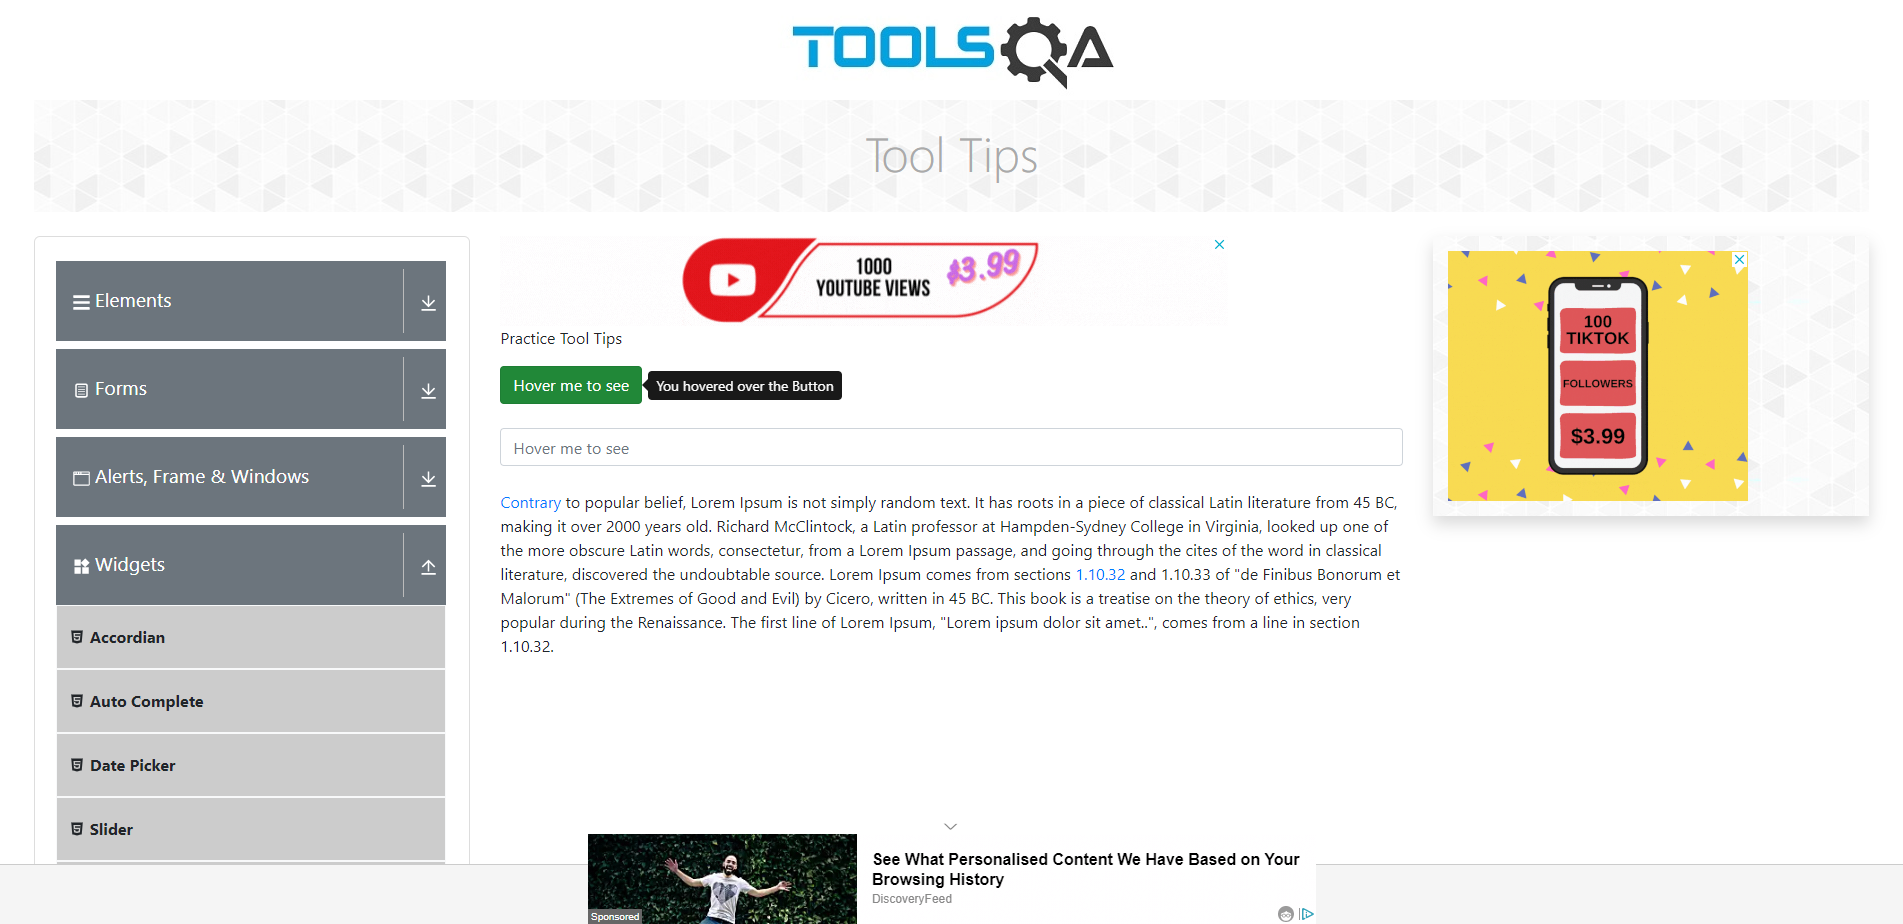 TOOLSQA
Tool Tips
Elements
Forms
Alerts, Frame & Windows
Widgets
Accordian
Auto Complete
Date Picker
Slider
1000
YOUTUBE VIEWS
$3.99
Practice Tool Tips
Hover me to see
You hovered over the Button
Hover me to see
Contrary to popular belief, Lorem Ipsum is not simply random text. It has roots in a piece of classical Latin literature from 45 BC,
making it over 2000 years old. Richard McClintock, a Latin professor at Hampden-Sydney College in Virginia, looked up one of
the more obscure Latin words, consectetur, from a Lorem Ipsum passage, and going through the cites of the word in classical
literature, discovered the undoubtable source. Lorem Ipsum comes from sections 1.10.32 and 1.10.33 of "de Finibus Bonorum et
Malorum" (The Extremes of Good and Evil) by Cicero, written in 45 BC. This book is a treatise on the theory of ethics, very
popular during the Renaissance. The first line of Lorem Ipsum, "Lorem ipsum dolor sit amet..", comes from a line in section
1.10.32.
100
TIKTOK
FOLLOWERS
$3.99
Sponsored
See What Personalised Content We Have Based on Your
Browsing History
DiscoveryFeed